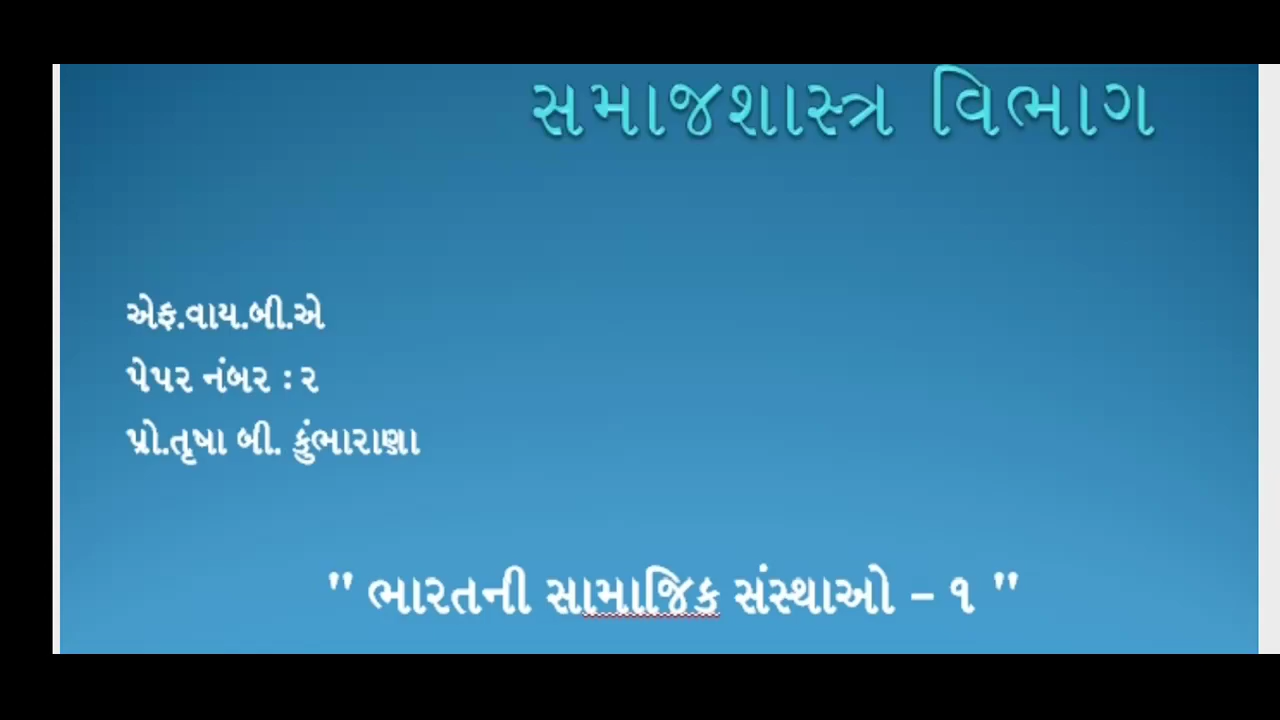 સમાજશાસ્ત્ર વિભાગ
એફ.વાય.બી.એ
પેપર નંબર : ૨
પ્રો.તૃષા બી. કુંભારાણા
" ભારતની સામાજિક સંસ્થાઓ – ૧ "